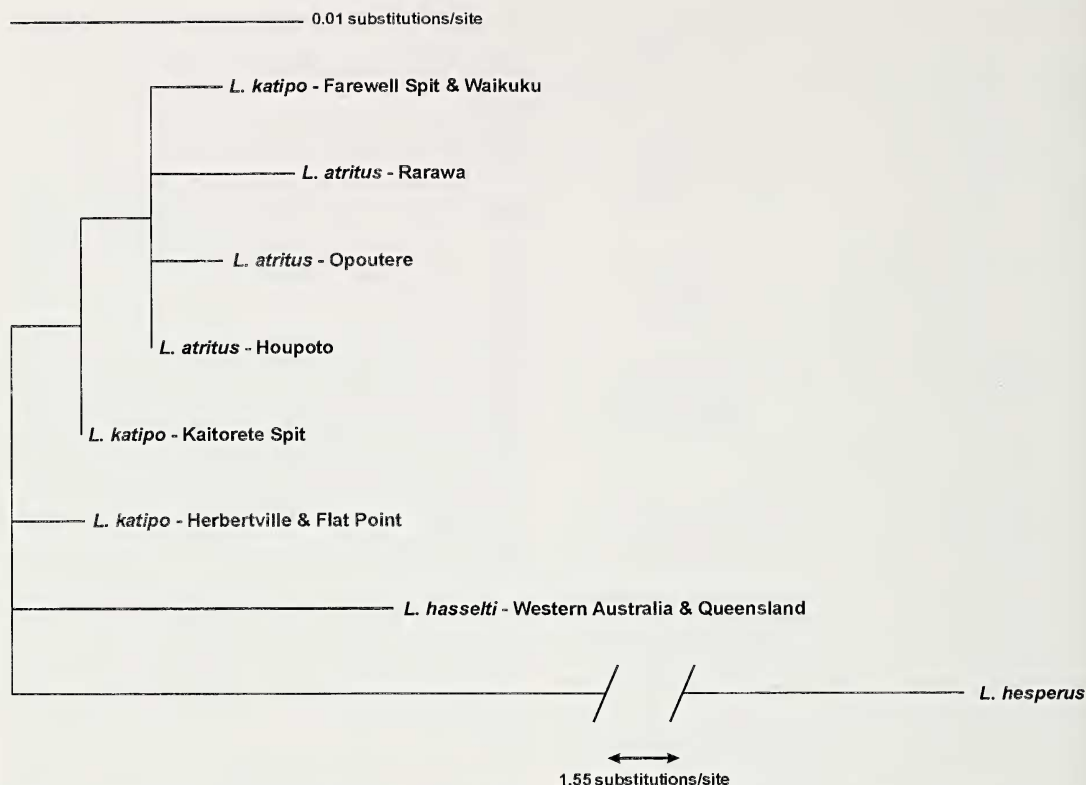 0.01 substitutions/site
L. katipo - Farewell Spit & Waikuku
L. atritus - Rarawa
L. atritus - Opoutere
L. atritus - Houpoto
L. katipo - Kaitorete Spit
L. katipo - Herbertville & Flat Point
L. hasselti - Western Australia & Queensland
L. hesperus
1.55 substitutions/site